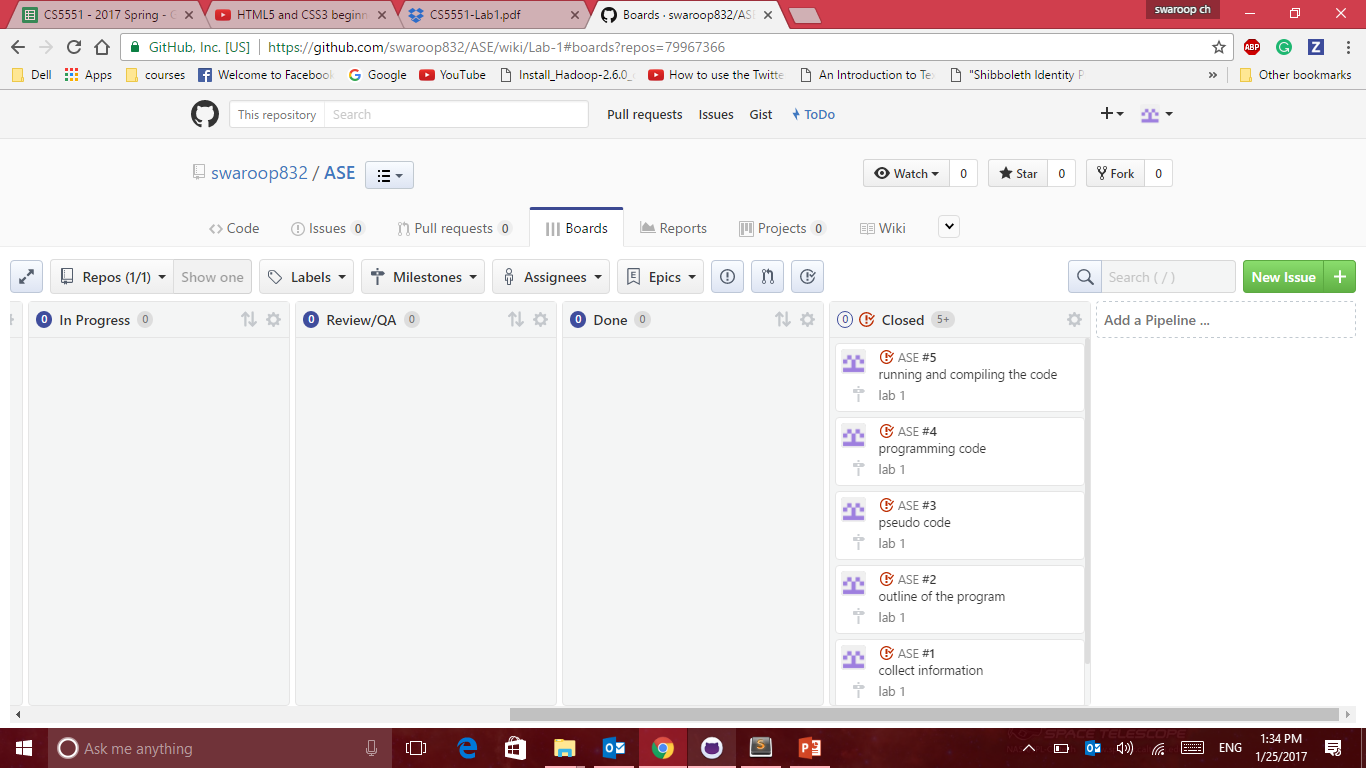 swaroop ch
CS5551 - 2017 Spring - G
HTML5 and CSS3 beginn
CS5551-Lab1.pdf
Boards · swaroop832/ASE
GitHub, Inc. [US]
https://github.com/swaroop832/ASE/wiki/Lab-1#boards?repos=79967366
ABP
Z
Dell
Apps
courses
Welcome to Facebook
Google
YouTube
Install_Hadoop-2.6.0_
How to use the Twitte
An Introduction to Te
"Shibboleth Identity P
»
Other bookmarks
This repository
Search
Pull requests
Issues
Gist
ToDo
swaroop832 / ASE
Watch 0
Star 0
Fork 0
Code
Issues 0
Pull requests 0
Boards
Reports
Projects 0
Wiki
Repos (1/1)
Show one
Labels
Milestones
Assignees
Epics
Search ( / )
New Issue +
0 In Progress 0
0 Review/QA 0
0 Done 0
0 Closed 5+
Add a Pipeline ...
ASE #5
running and compiling the code
lab 1
ASE #4
programming code
lab 1
ASE #3
pseudo code
lab 1
ASE #2
outline of the program
lab 1
ASE #1
collect information
lab 1
Ask me anything
SPACE TELESCOPE
ENG
1:34 PM
1/25/2017